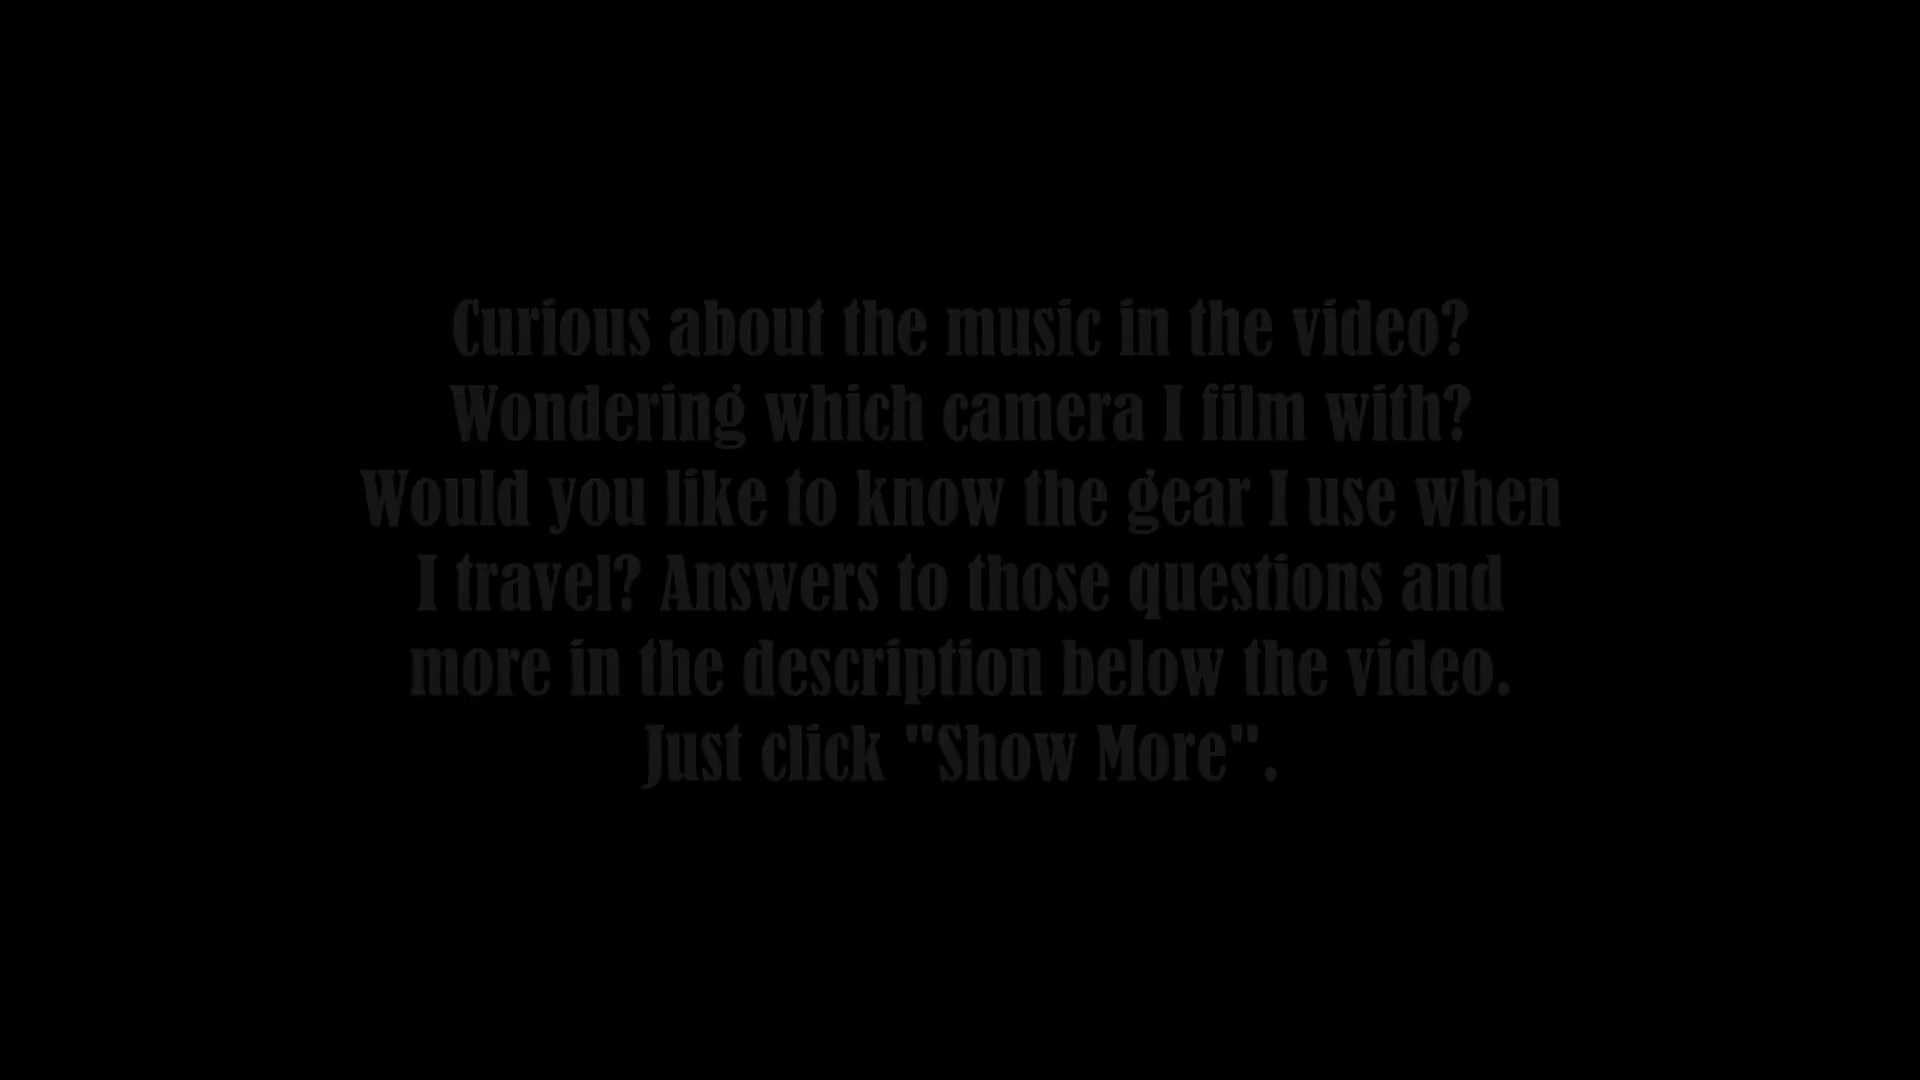 Curious about the music in the video?
Wondering which camera I film with?
Would you like to know the gear I use when
I travel? Answers to those questions and
more in the description below the video.
Just click "Show More".